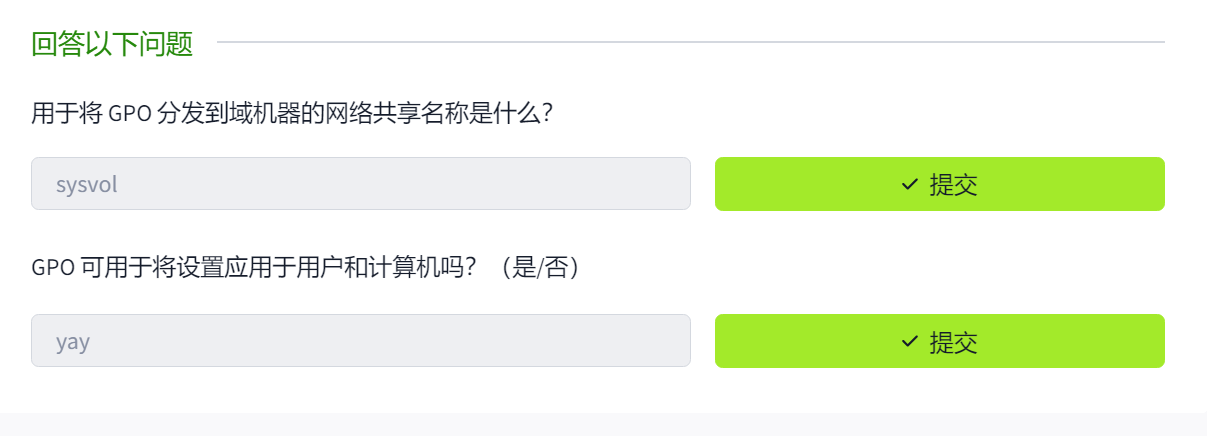 回答以下问题
用于将 GPO 分发到域机器的网络共享名称是什么？
sysvol
提交
GPO 可用于将设置应用于用户和计算机吗？（是/否）
yay
提交